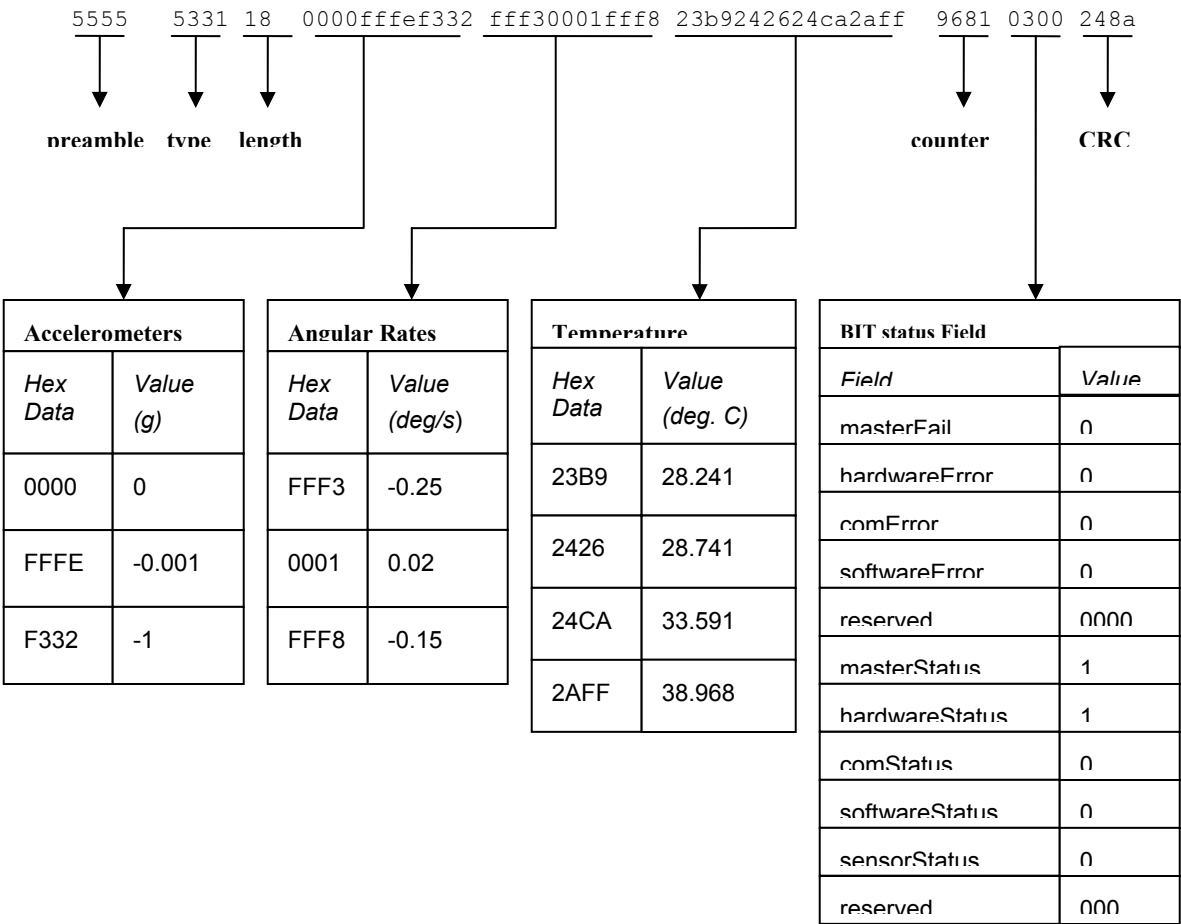 5555 5331 18 0000fffef332 fff30001fff8 23b9242624ca2aff 9681 0300 248a
preamble type length counter CRC
Accelerometers
Hex Data Value (g)
0000 0
FFFE -0.001
F332 -1
Angular Rates
Hex Data Value (deg/s)
FFF3 -0.25
0001 0.02
FFF8 -0.15
Temperature
Hex Data Value (deg. C)
23B9 28.241
2426 28.741
24CA 33.591
2AFF 38.968
BIT status Field
Field Value
masterFail 0
hardwareError 0
comError 0
softwareError 0
reserved 0000
masterStatus 1
hardwareStatus 1
comStatus 0
softwareStatus 0
sensorStatus 0
reserved 000